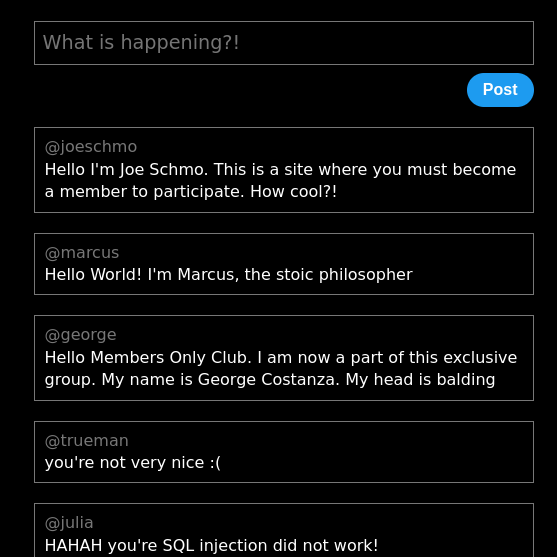 What is happening?!
Post
@joeschmo
Hello I'm Joe Schmo. This is a site where you must become
a member to participate. How cool?!
@marcus
Hello World! I'm Marcus, the stoic philosopher
@george
Hello Members Only Club. I am now a part of this exclusive
group. My name is George Costanza. My head is balding
@trueman
you're not very nice :(
@julia
HAHAH you're SQL injection did not work!